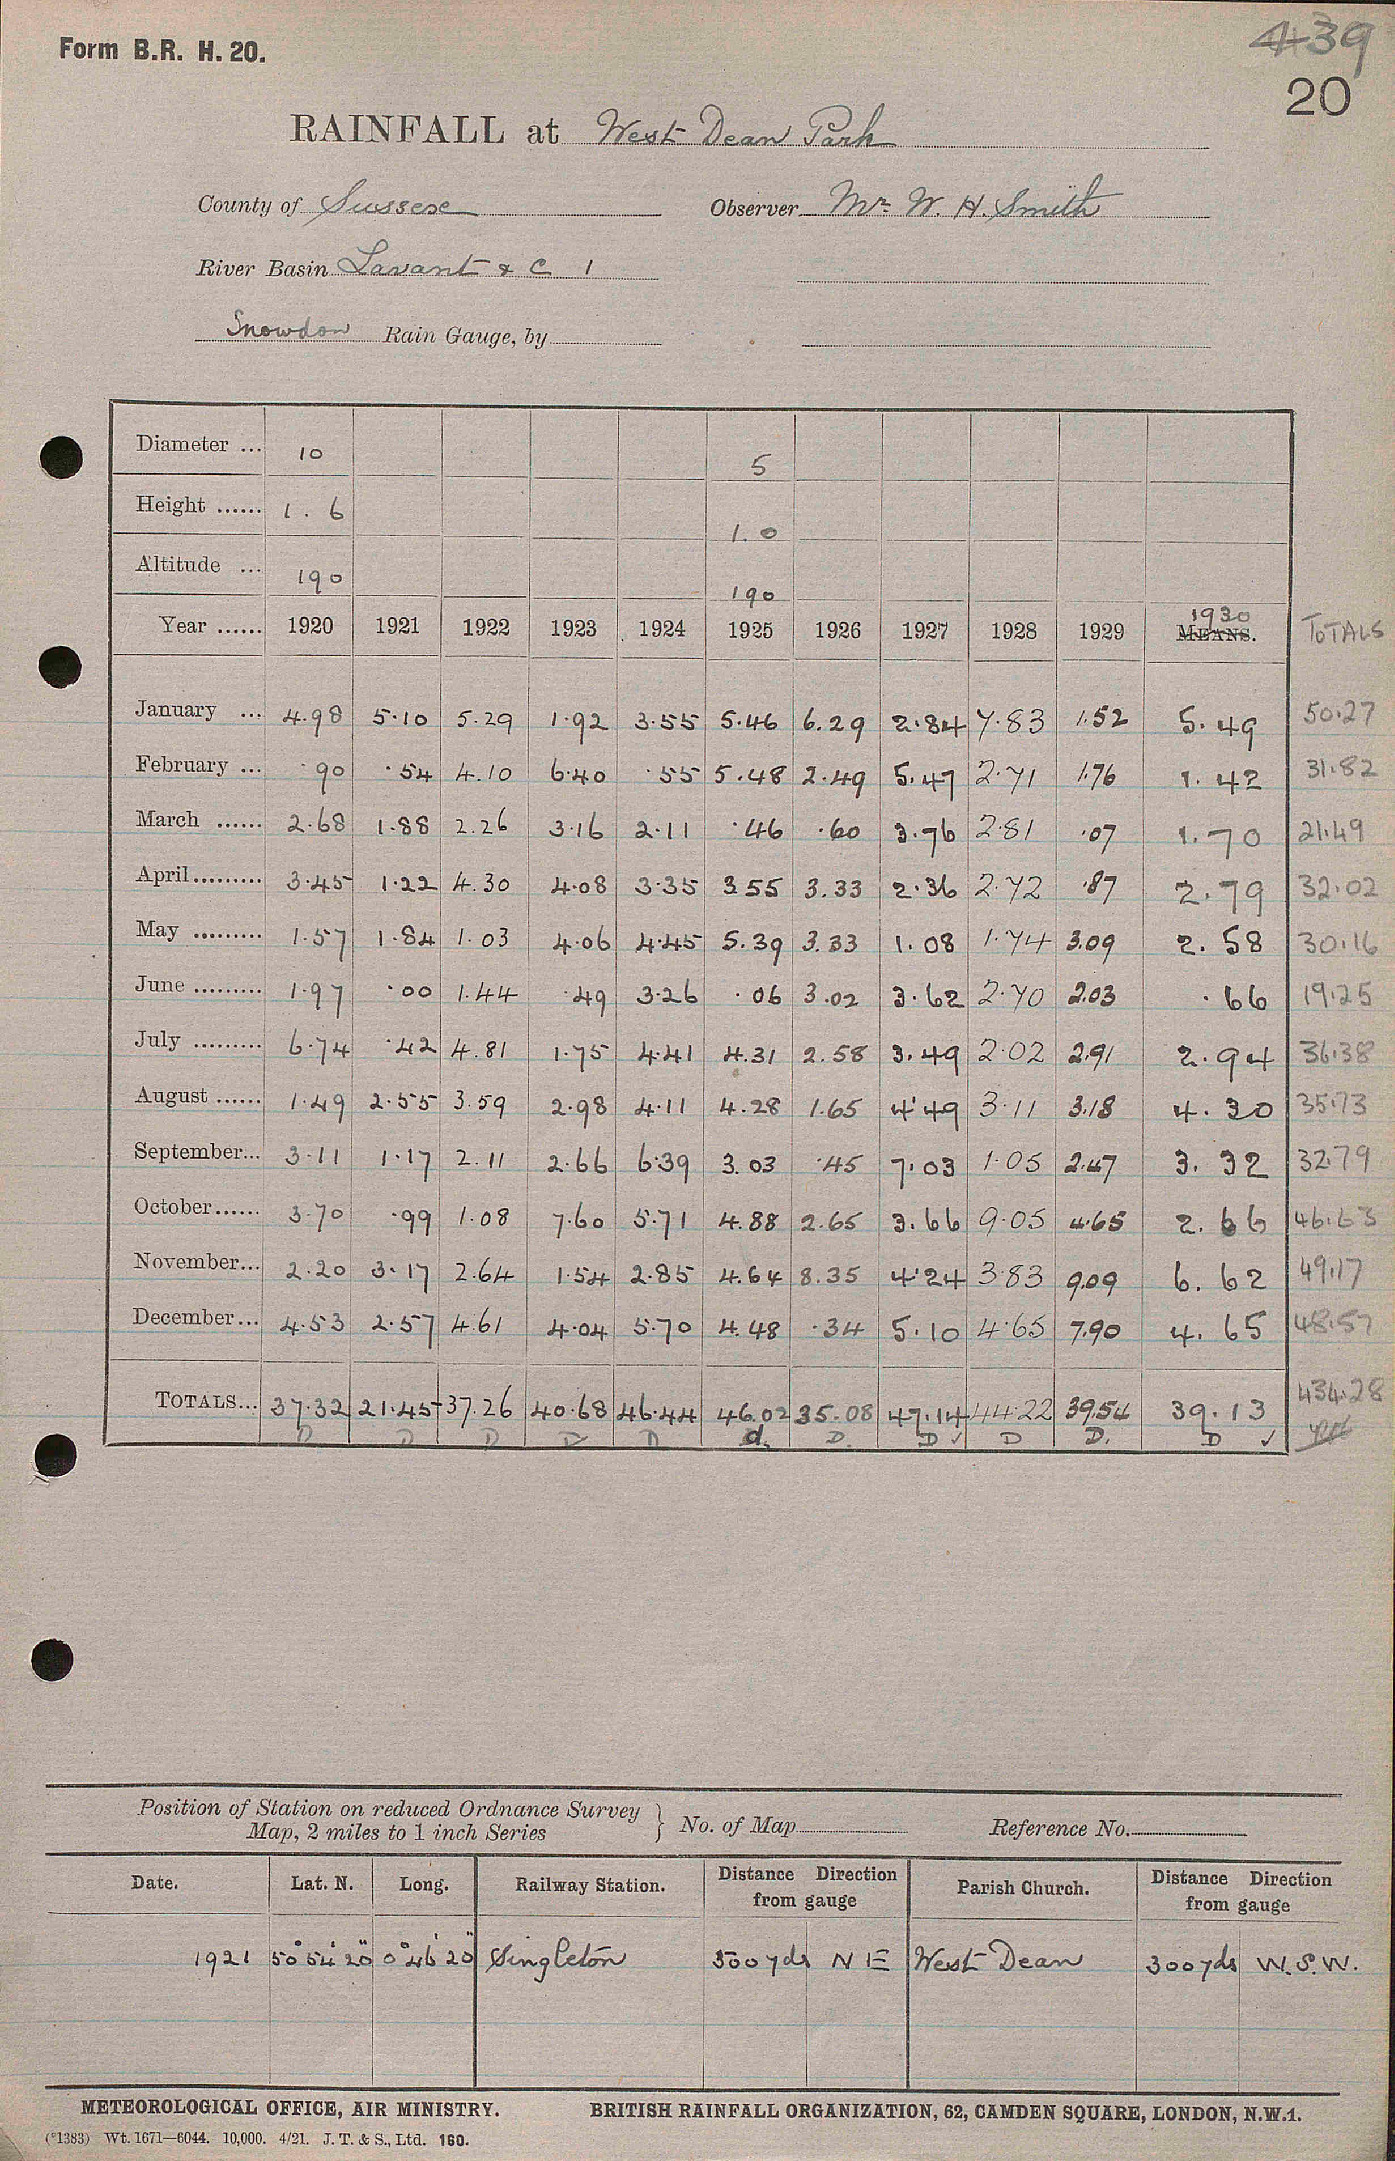 Form B.R. H. 20.
439
20
RAINFALL at West Dean Park
County of Sussex Observer Mr W. H. Smith
River Basin Lavant & C 1
Snowdon Rain Gauge, by
Diameter ... 10 5
Height ...... 1.6 1.0
Altitude ... 190 190
Year ...... 1920 1921 1922 1923 1924 1925 1926 1927 1928 1929 1930 MEANS. TOTALS
January ... 4.98 5.10 5.29 1.92 3.55 5.46 6.29 2.84 7.83 1.52 5.49 50.27
February ... .90 .54 4.10 6.40 .55 5.48 2.49 5.47 2.71 1.76 1.42 31.82
March ...... 2.68 1.88 2.26 3.16 2.11 .46 .60 3.76 2.81 .07 1.70 21.49
April......... 3.45 1.22 4.30 4.08 3.35 3.55 3.33 2.36 2.72 .87 2.79 32.02
May ......... 1.57 1.84 1.03 4.06 4.45 5.39 3.33 1.08 1.74 3.09 2.58 30.16
June ......... 1.97 .00 1.44 .49 3.26 .06 3.02 3.62 2.70 2.03 .66 19.25
July ......... 6.74 .42 4.81 1.75 4.41 4.31 2.58 3.49 2.02 2.91 2.94 36.38
August ...... 1.49 2.55 3.59 2.98 4.11 4.28 1.65 4.49 3.11 3.18 4.30 35.73
September... 3.11 1.17 2.11 2.66 6.39 3.03 .45 7.03 1.05 2.47 3.32 32.79
October...... 3.70 .99 1.08 7.60 5.71 4.88 2.65 3.66 9.05 4.65 2.66 46.63
November... 2.20 3.17 2.64 1.54 2.85 4.64 8.35 4.24 3.83 9.09 6.62 49.17
December... 4.53 2.57 4.61 4.04 5.70 4.48 .34 5.10 4.65 7.90 4.65 48.57
TOTALS... 37.32 21.45 37.26 40.68 46.44 46.02 35.08 47.14 44.22 39.54 39.13 434.28
D D D D D d. D. D ✓ D D. D ✓
Position of Station on reduced Ordnance Survey
Map, 2 miles to 1 inch Series } No. of Map Reference No.
Date. Lat. N. Long. Railway Station. Distance Direction from gauge Parish Church. Distance Direction from gauge
1921 50° 54' 20" 0° 46' 20" Singleton 500 yds N E West Dean 300 yds W.S.W.
METEOROLOGICAL OFFICE, AIR MINISTRY. BRITISH RAINFALL ORGANIZATION, 62, CAMDEN SQUARE, LONDON, N.W.1.
(*1383) Wt. 1671—6044. 10,000. 4/21. J. T. & S., Ltd. 160.